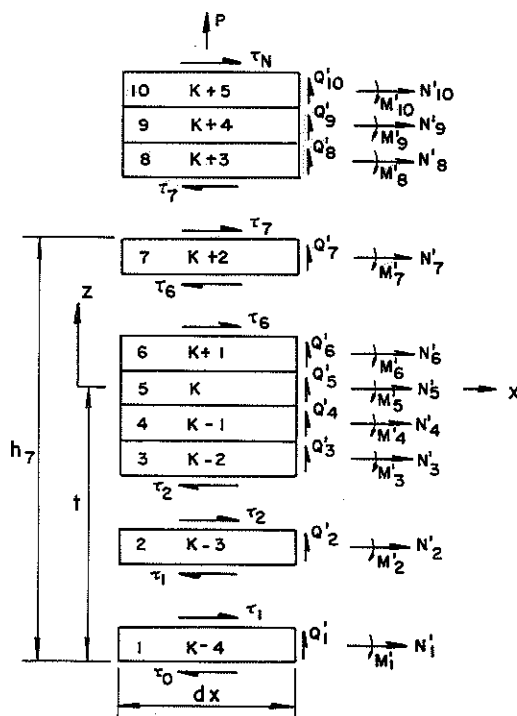 P
τN
10 K+5 Q'10 M'10 N'10
9 K+4 Q'9 M'9 N'9
8 K+3 Q'8 M'8 N'8
τ7
τ7
7 K+2 Q'7 M'7 N'7
τ6
z
τ6
6 K+1 Q'6 M'6 N'6
5 K Q'5 M'5 N'5 x
4 K-1 Q'4 M'4 N'4
3 K-2 Q'3 M'3 N'3
τ2
h7
t
τ2
2 K-3 Q'2 M'2 N'2
τ1
τ1
1 K-4 Q'1 M'1 N'1
τ0
dx